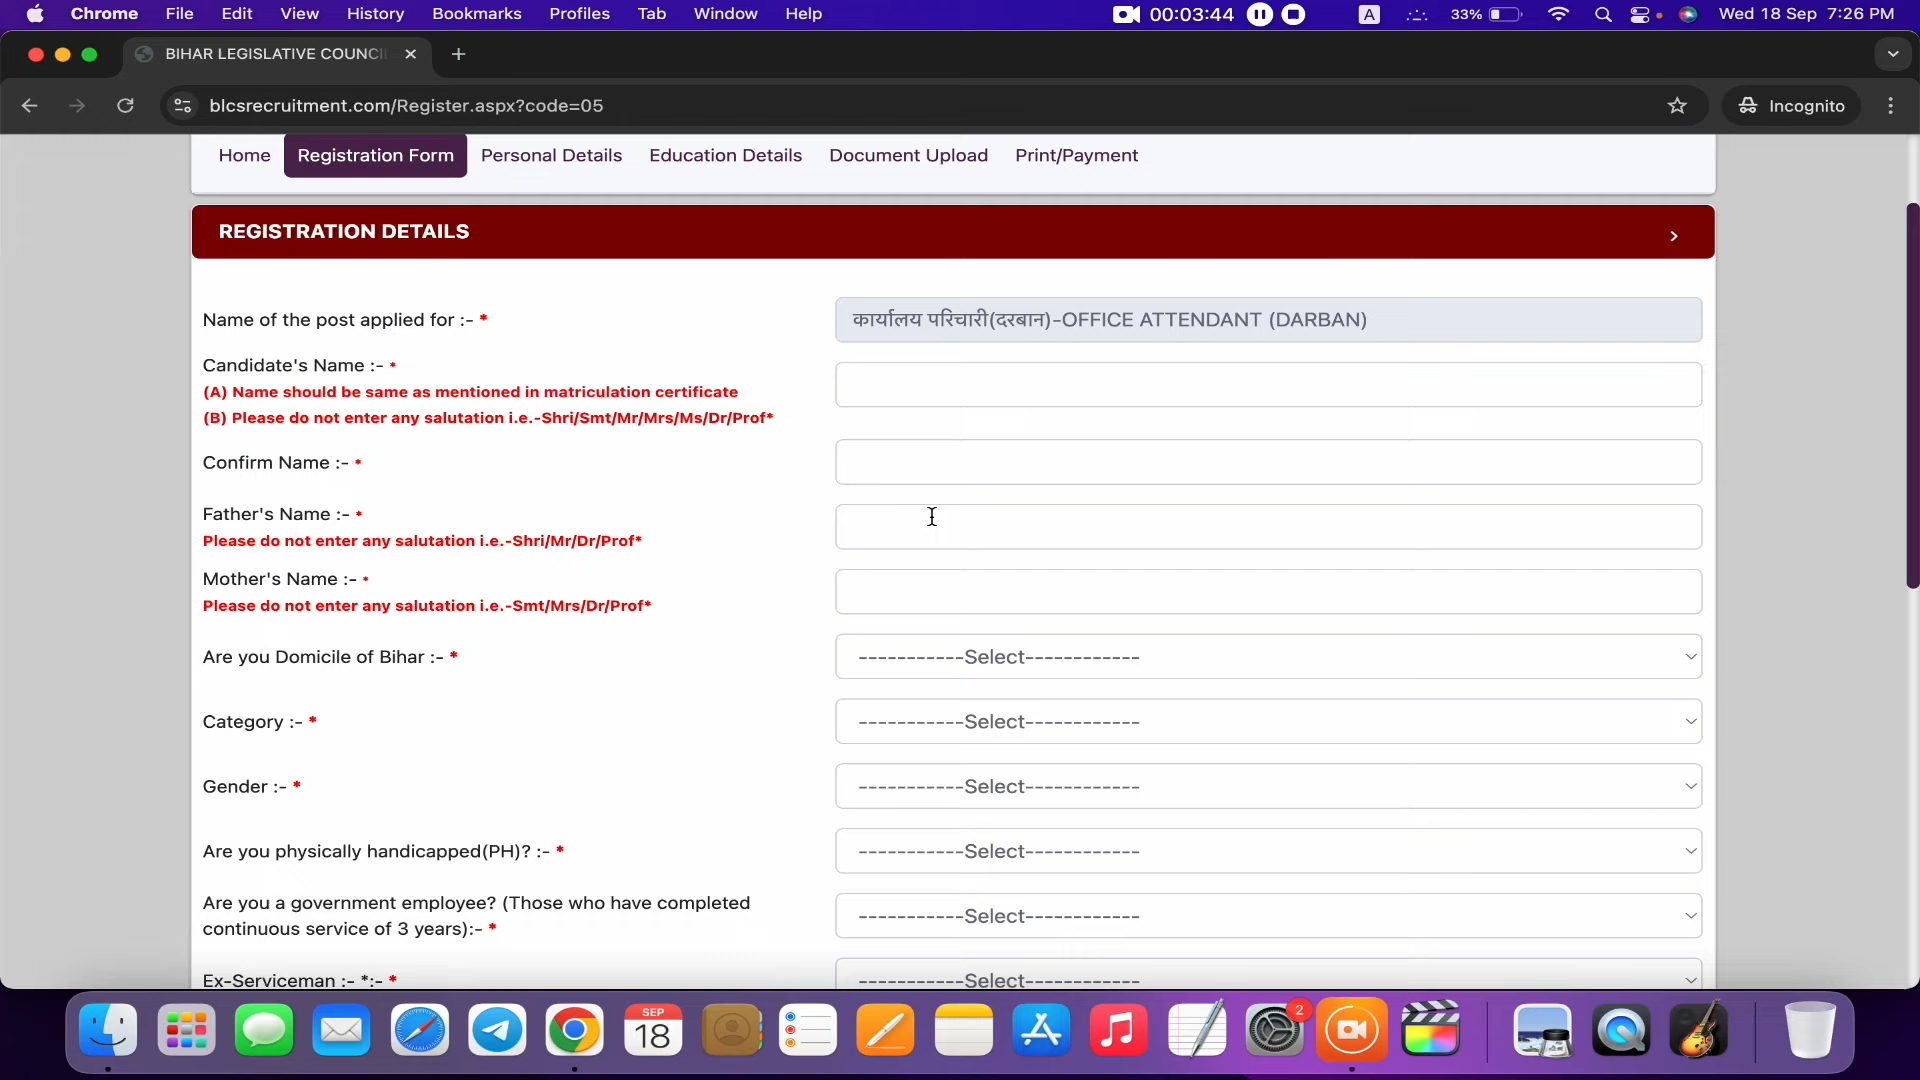 Chrome File Edit View History Bookmarks Profiles Tab Window Help 00:03:44 A 33% Wed 18 Sep 7:26 PM
BIHAR LEGISLATIVE COUNCI
blcsrecruitment.com/Register.aspx?code=05 Incognito
Home Registration Form Personal Details Education Details Document Upload Print/Payment
REGISTRATION DETAILS
Name of the post applied for :- * कार्यालय परिचारी(दरबान)-OFFICE ATTENDANT (DARBAN)
Candidate's Name :- *
(A) Name should be same as mentioned in matriculation certificate
(B) Please do not enter any salutation i.e.-Shri/Smt/Mr/Mrs/Ms/Dr/Prof*
Confirm Name :- *
Father's Name :- *
Please do not enter any salutation i.e.-Shri/Mr/Dr/Prof*
Mother's Name :- *
Please do not enter any salutation i.e.-Smt/Mrs/Dr/Prof*
Are you Domicile of Bihar :- * -----------Select------------
Category :- * -----------Select------------
Gender :- * -----------Select------------
Are you physically handicapped(PH)? :- * -----------Select------------
Are you a government employee? (Those who have completed
continuous service of 3 years):- * -----------Select------------
Ex-Serviceman :- *:- * -----------Select------------
SEP
18
2